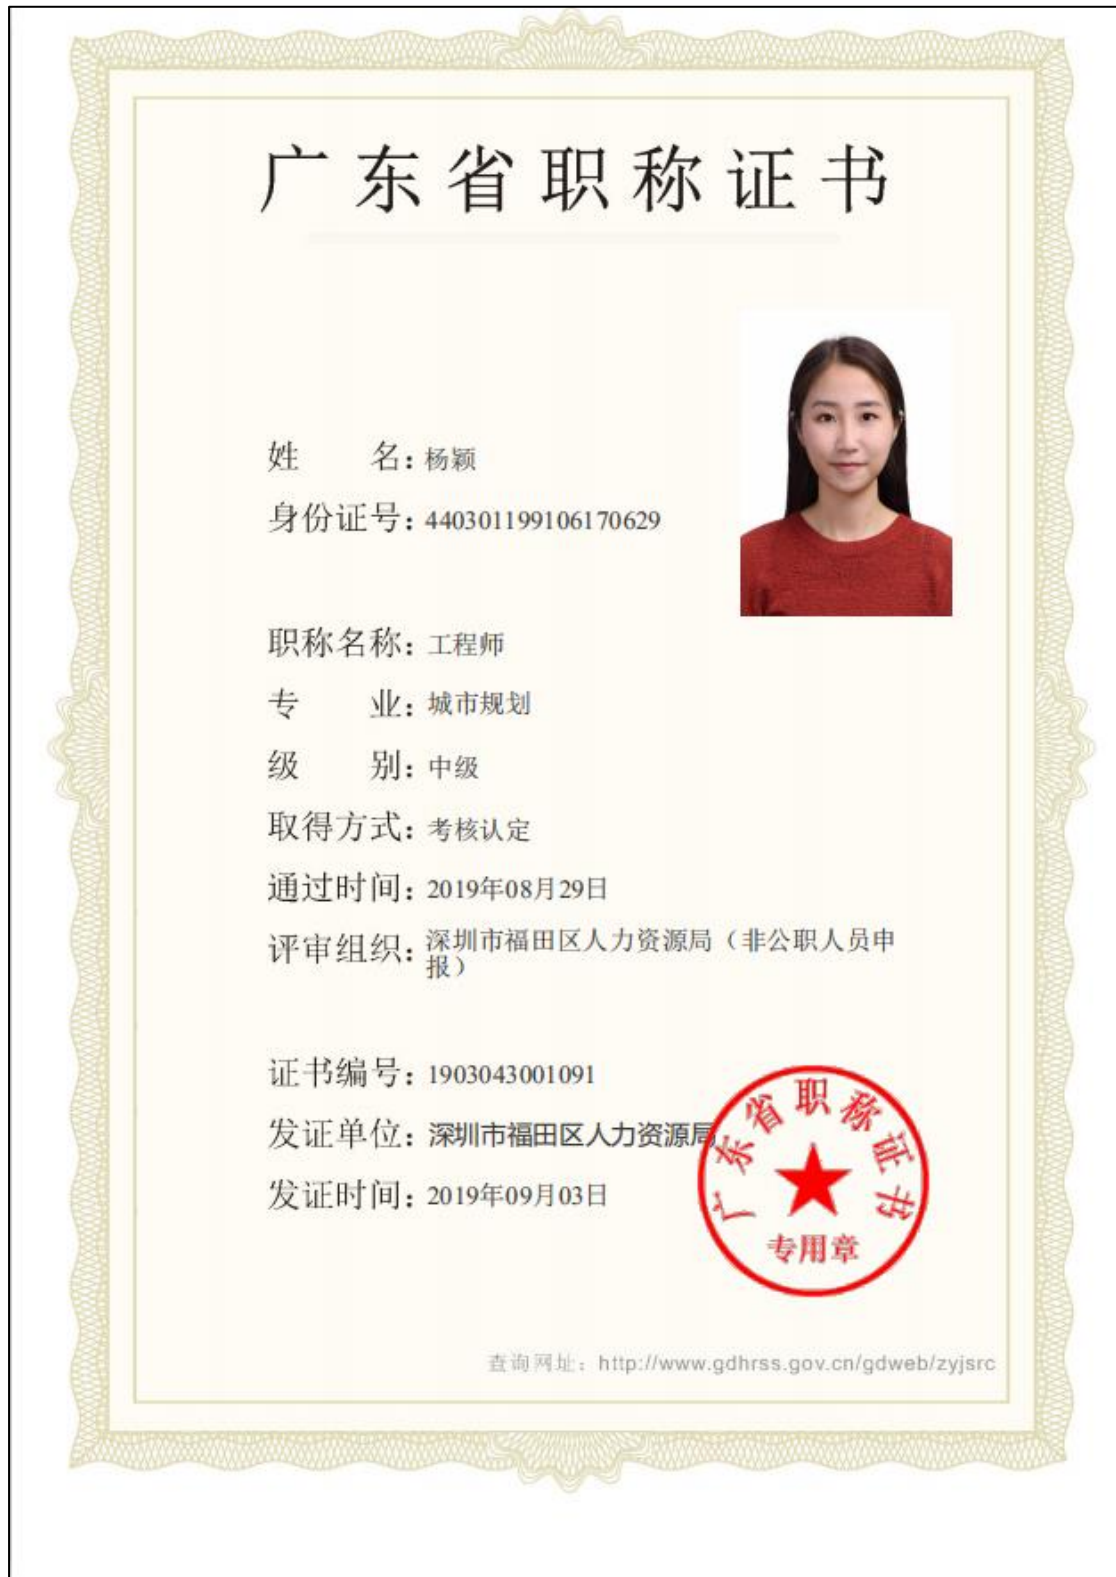 广东省职称证书
姓名：杨颖
身份证号：440301199106170629
职称名称：工程师
专业：城市规划
级别：中级
取得方式：考核认定
通过时间：2019年08月29日
评审组织：深圳市福田区人力资源局（非公职人员申
报）
证书编号：1903043001091
发证单位：深圳市福田区人力资源局
发证时间：2019年09月03日
广东省职称证书
专用章
查询网址：http://www.gdhrss.gov.cn/gdweb/zyjsrc